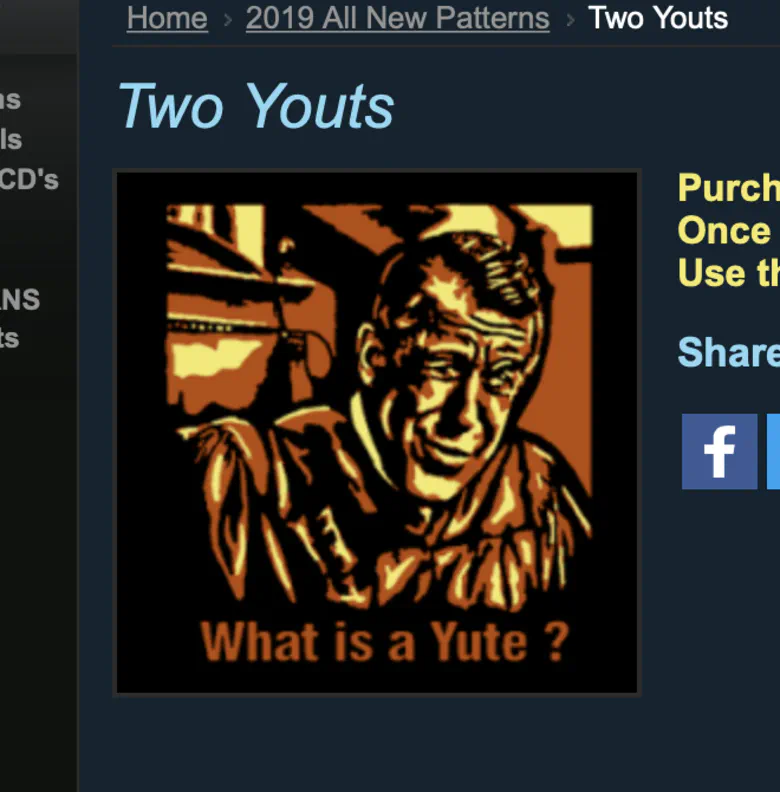 Home › 2019 All New Patterns › Two Youts
ns
ls
CD's
ANS
ts
Two Youts
What is a Yute ?
Purch
Once
Use th
Share
f